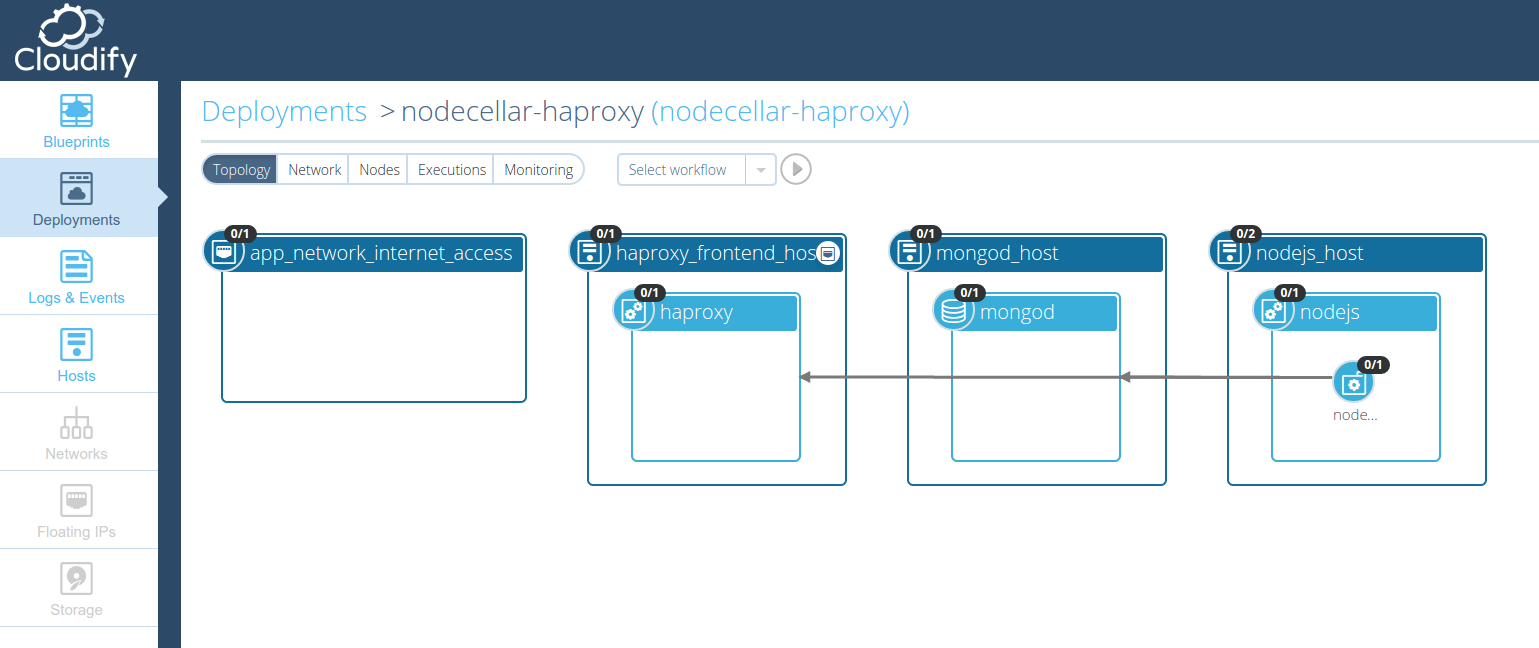 Cloudify
Blueprints
Deployments
Logs & Events
Hosts
Networks
Floating IPs
Storage
Deployments > nodecellar-haproxy (nodecellar-haproxy)
Topology Network Nodes Executions Monitoring Select workflow
0/1 app_network_internet_access
0/1 haproxy_frontend_hos
0/1 haproxy
0/1 mongod_host
0/1 mongod
0/2 nodejs_host
0/1 nodejs
0/1
node...